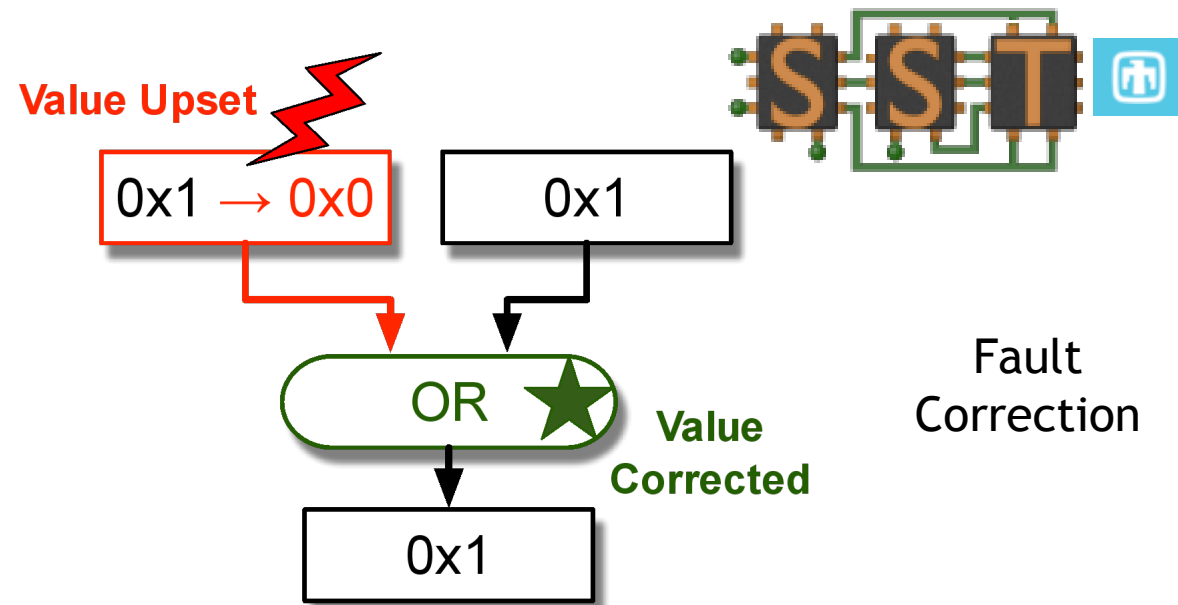 SST
Value Upset
0x1 → 0x0
0x1
OR
Value
Corrected
0x1
Fault
Correction